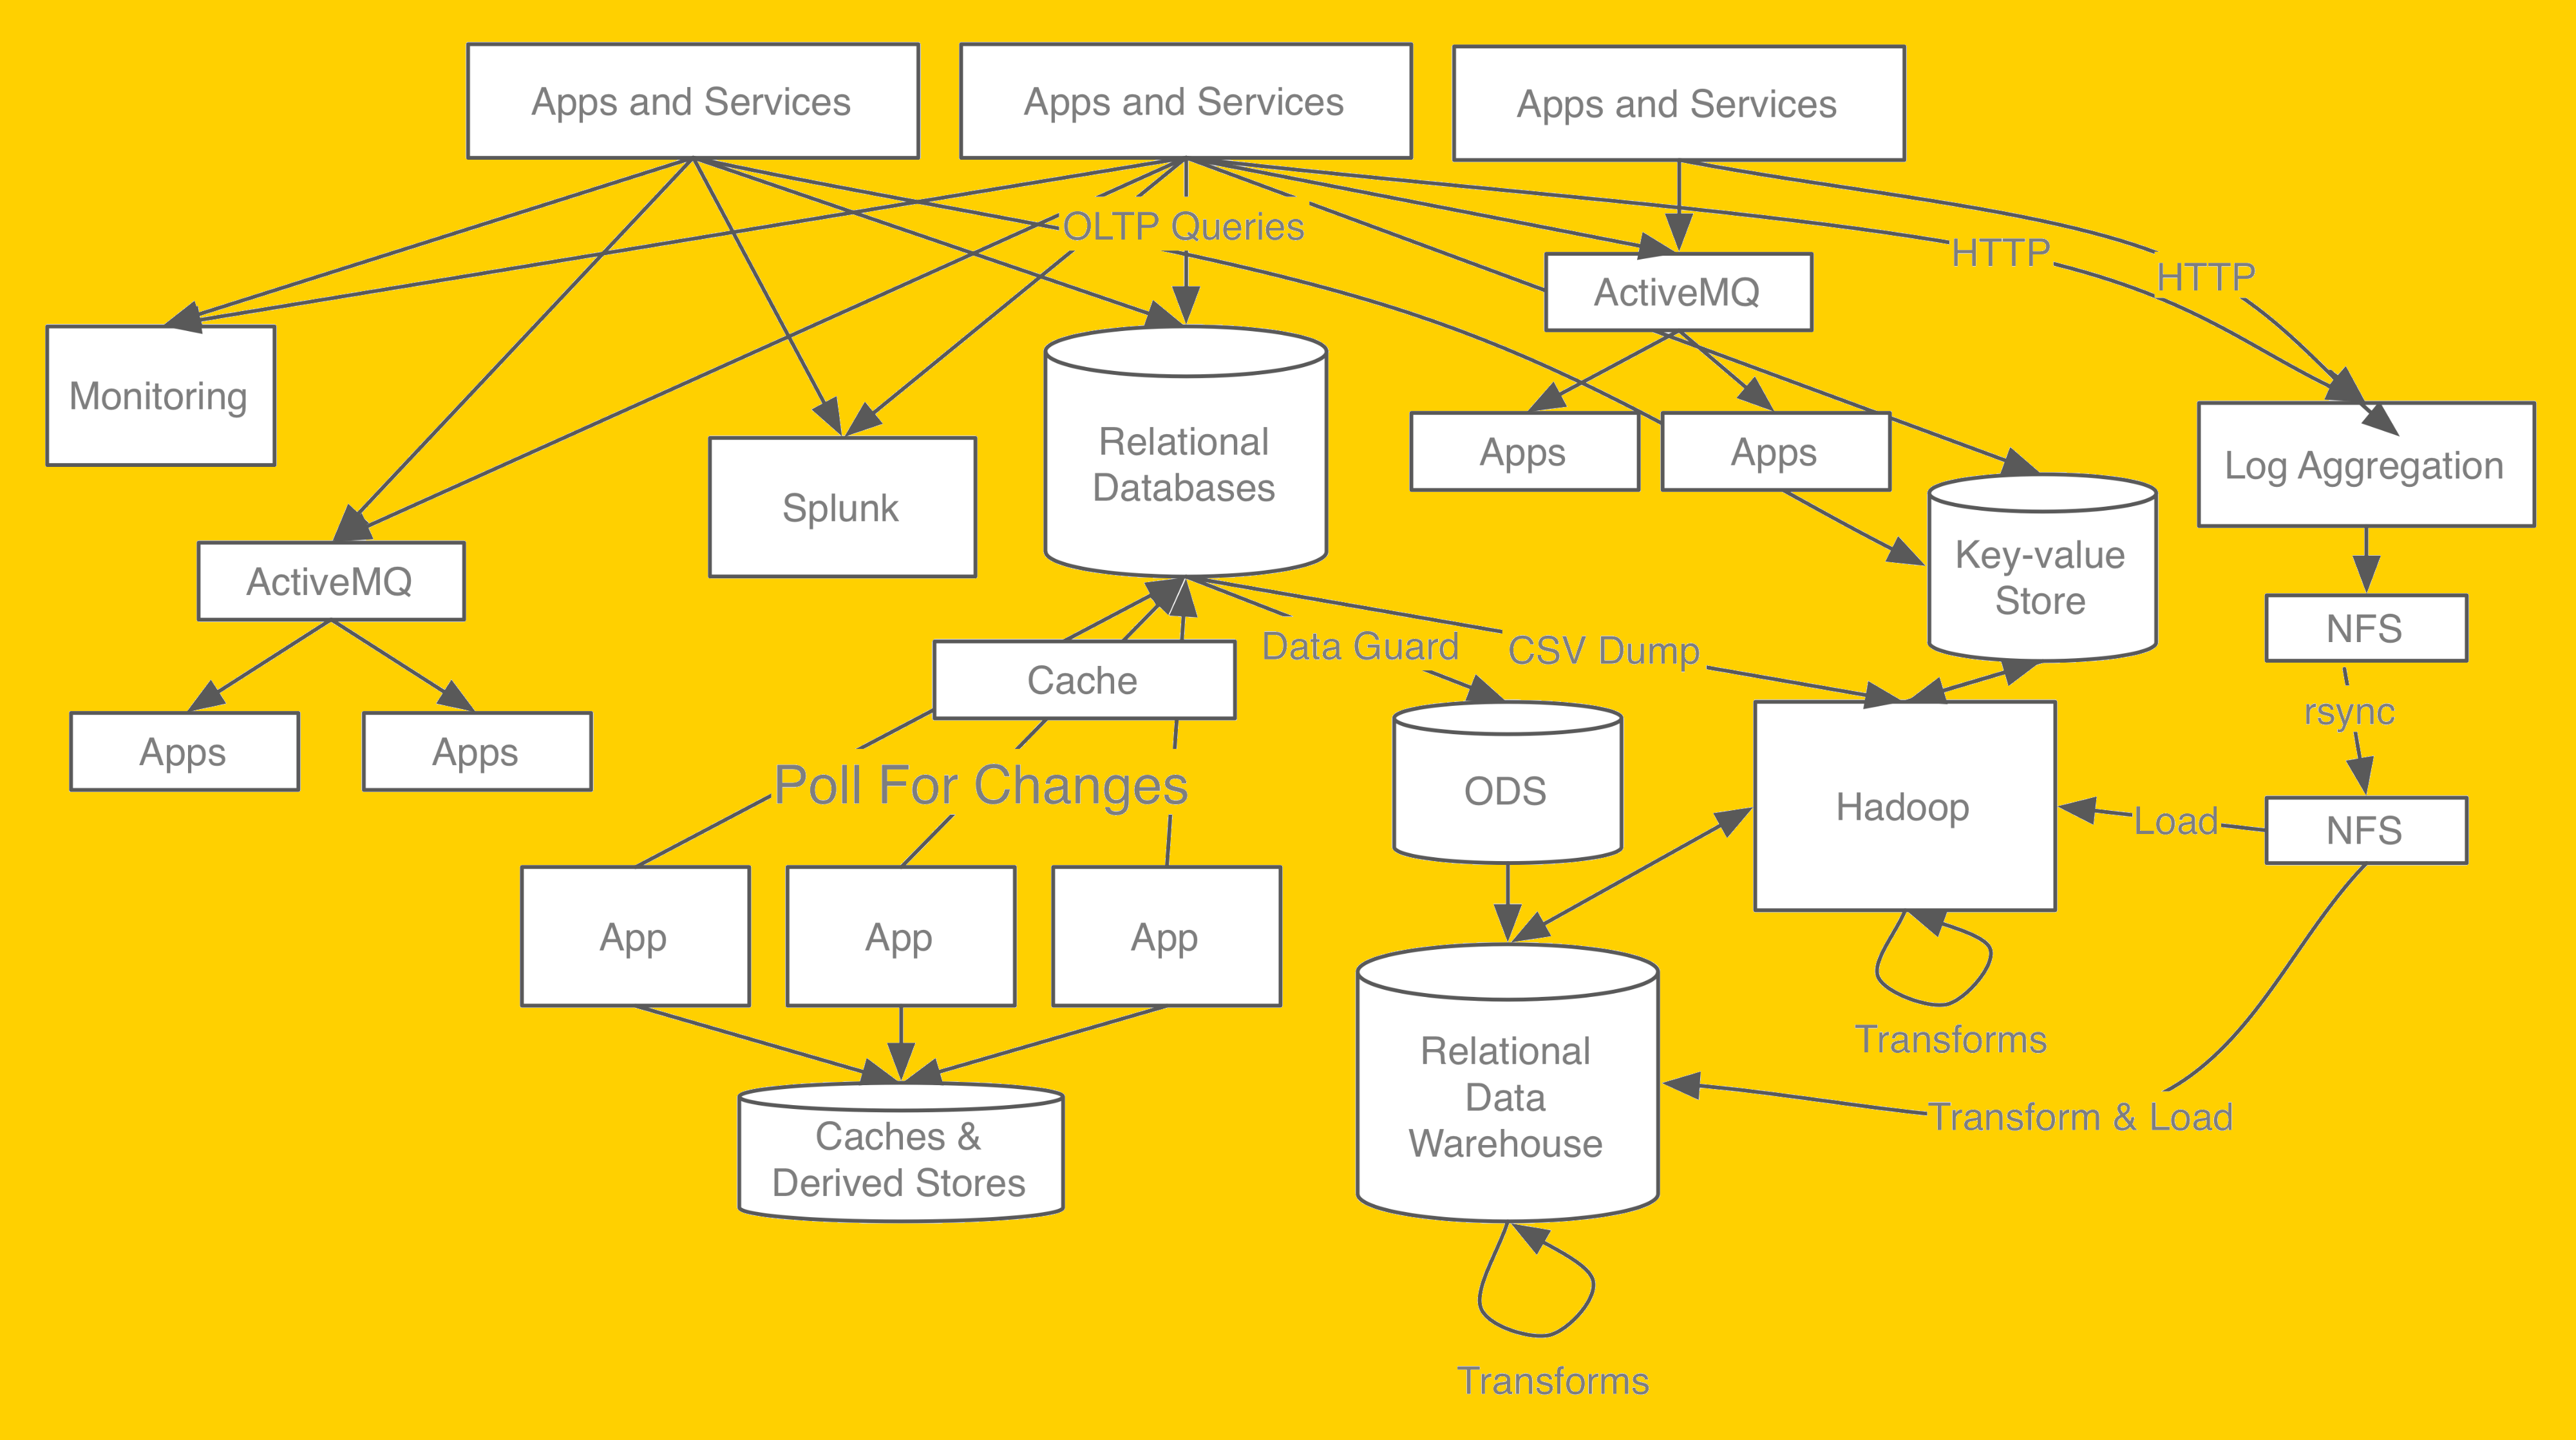 Apps and Services
Apps and Services
Apps and Services
OLTP Queries
HTTP
HTTP
ActiveMQ
Monitoring
Relational
Databases
Apps
Apps
Log Aggregation
Splunk
Key-value
Store
ActiveMQ
NFS
Data Guard
CSV Dump
Cache
rsync
Apps
Apps
Poll For Changes
ODS
Hadoop
Load
NFS
App
App
App
Transforms
Relational
Data
Warehouse
Transform & Load
Caches &
Derived Stores
Transforms